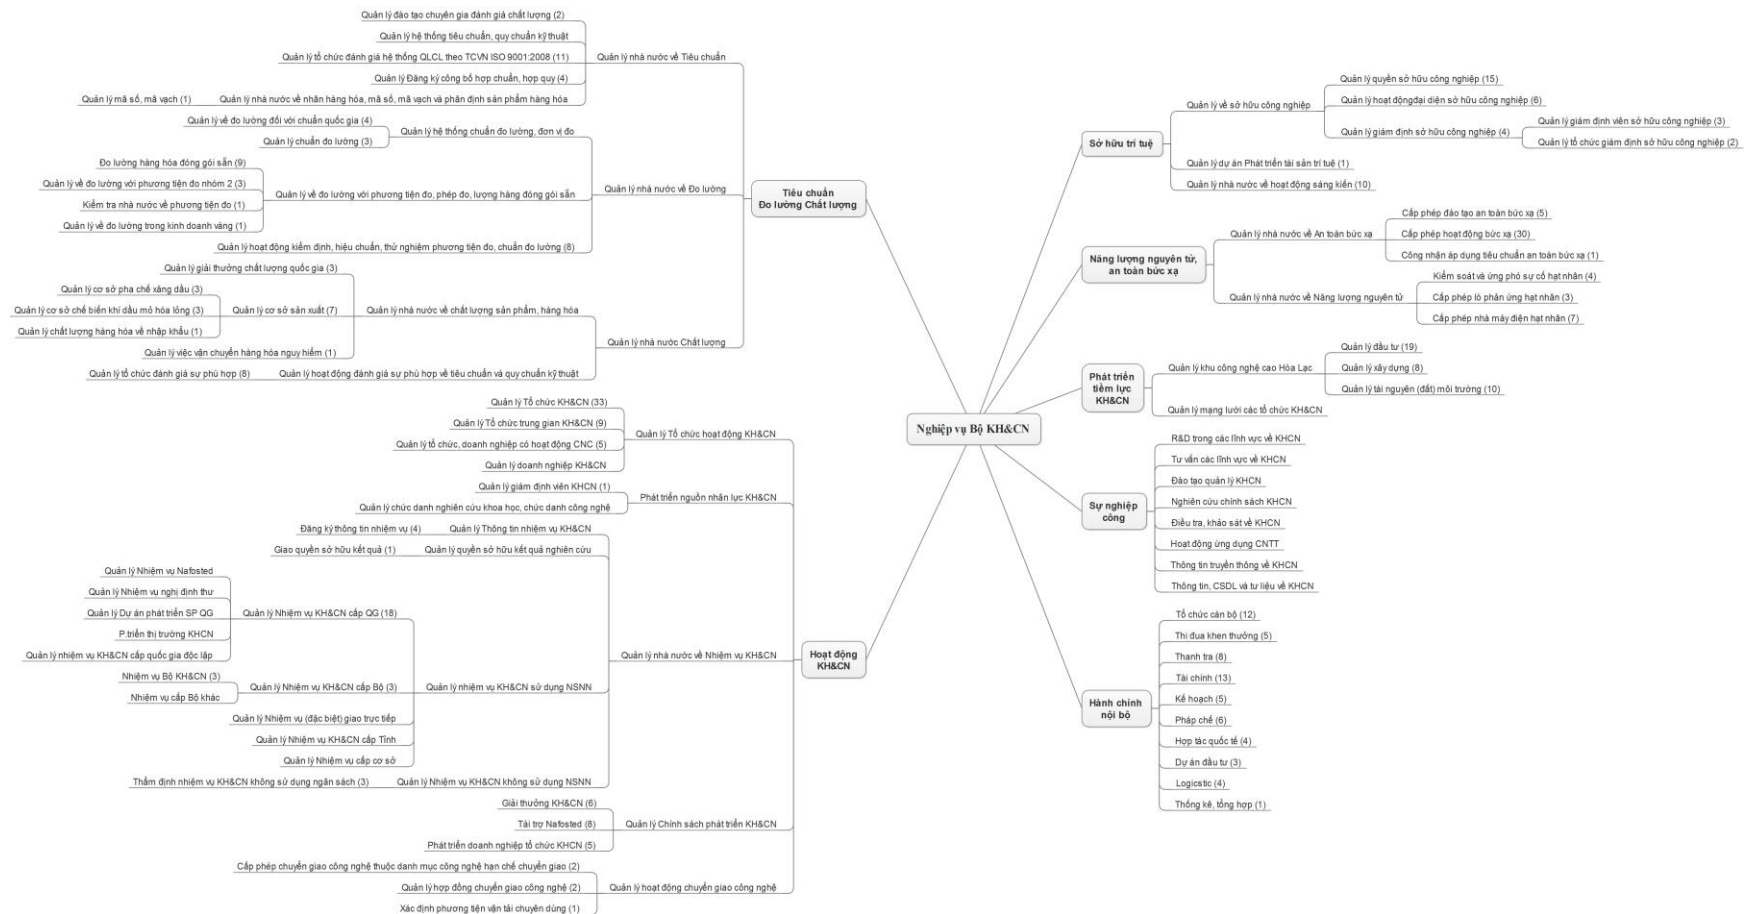 Quản lý đào tạo chuyên gia đánh giá chất lượng (2)
Quản lý hệ thống tiêu chuẩn, quy chuẩn kỹ thuật
Quản lý tổ chức đánh giá hệ thống QLCL theo TCVN ISO 9001:2008 (11)
Quản lý nhà nước về Tiêu chuẩn
Quản lý Đăng ký công bố hợp chuẩn, hợp quy (4)
Quản lý mã số, mã vạch (1)
Quản lý nhà nước về nhãn hàng hóa, mã số, mã vạch và phân định sản phẩm hàng hóa
Quản lý về đo lường đối với chuẩn quốc gia (4)
Quản lý hệ thống chuẩn đo lường, đơn vị đo
Quản lý chuẩn đo lường (3)
Đo lường hàng hóa đóng gói sẵn (9)
Quản lý về đo lường với phương tiện đo nhóm 2 (3)
Quản lý về đo lường với phương tiện đo, phép đo, lượng hàng đóng gói sẵn
Quản lý nhà nước về Đo lường
Kiểm tra nhà nước về phương tiện đo (1)
Quản lý về đo lường trong kinh doanh vàng (1)
Quản lý hoạt động kiểm định, hiệu chuẩn, thử nghiệm phương tiện đo, chuẩn đo lường (8)
Tiêu chuẩn
Đo lường Chất lượng
Quản lý giải thưởng chất lượng quốc gia (3)
Quản lý cơ sở pha chế xăng dầu (3)
Quản lý cơ sở chế biến khí dầu mỏ hóa lỏng (3)
Quản lý cơ sở sản xuất (7)
Quản lý nhà nước về chất lượng sản phẩm, hàng hóa
Quản lý chất lượng hàng hóa về nhập khẩu (1)
Quản lý nhà nước Chất lượng
Quản lý việc vận chuyển hàng hóa nguy hiểm (1)
Quản lý tổ chức đánh giá sự phù hợp (8)
Quản lý hoạt động đánh giá sự phù hợp về tiêu chuẩn và quy chuẩn kỹ thuật
Quản lý Tổ chức KH&CN (33)
Quản lý Tổ chức trung gian KH&CN (9)
Quản lý Tổ chức hoạt động KH&CN
Quản lý tổ chức, doanh nghiệp có hoạt động CNC (5)
Quản lý doanh nghiệp KH&CN
Quản lý giám định viên KHCN (1)
Phát triển nguồn nhân lực KH&CN
Quản lý chức danh nghiên cứu khoa học, chức danh công nghệ
Đăng ký thông tin nhiệm vụ (4)
Quản lý Thông tin nhiệm vụ KH&CN
Giao quyền sở hữu kết quả (1)
Quản lý quyền sở hữu kết quả nghiên cứu
Quản lý Nhiệm vụ Nafosted
Quản lý Nhiệm vụ nghị định thư
Quản lý Dự án phát triển SP QG
Quản lý Nhiệm vụ KH&CN cấp QG (18)
P.triển thị trường KHCN
Quản lý nhiệm vụ KH&CN cấp quốc gia độc lập
Quản lý nhà nước về Nhiệm vụ KH&CN
Hoạt động
KH&CN
Nhiệm vụ Bộ KH&CN (3)
Quản lý Nhiệm vụ KH&CN cấp Bộ (3)
Quản lý nhiệm vụ KH&CN sử dụng NSNN
Nhiệm vụ cấp Bộ khác
Quản lý Nhiệm vụ (đặc biệt) giao trực tiếp
Quản lý Nhiệm vụ KH&CN cấp Tỉnh
Quản lý Nhiệm vụ cấp cơ sở
Thẩm định nhiệm vụ KH&CN không sử dụng ngân sách (3)
Quản lý Nhiệm vụ KH&CN không sử dụng NSNN
Giải thưởng KH&CN (6)
Tài trợ Nafosted (8)
Quản lý Chính sách phát triển KH&CN
Phát triển doanh nghiệp tổ chức KHCN (5)
Cấp phép chuyển giao công nghệ thuộc danh mục công nghệ hạn chế chuyển giao (2)
Quản lý hợp đồng chuyển giao công nghệ (2)
Quản lý hoạt động chuyển giao công nghệ
Xác định phương tiện vận tải chuyên dùng (1)
Nghiệp vụ Bộ KH&CN
Quản lý quyền sở hữu công nghiệp (15)
Quản lý về sở hữu công nghiệp
Quản lý hoạt độngđại diện sở hữu công nghiệp (6)
Quản lý giám định viên sở hữu công nghiệp (3)
Quản lý giám định sở hữu công nghiệp (4)
Quản lý tổ chức giám định sở hữu công nghiệp (2)
Sở hữu trí tuệ
Quản lý dự án Phát triển tài sản trí tuệ (1)
Quản lý nhà nước về hoạt động sáng kiến (10)
Cấp phép đào tạo an toàn bức xạ (5)
Quản lý nhà nước về An toàn bức xạ
Cấp phép hoạt động bức xạ (30)
Công nhận áp dụng tiêu chuẩn an toàn bức xạ (1)
Năng lượng nguyên tử,
an toàn bức xạ
Kiểm soát và ứng phó sự cố hạt nhân (4)
Quản lý nhà nước về Năng lượng nguyên tử
Cấp phép lò phản ứng hạt nhân (3)
Cấp phép nhà máy điện hạt nhân (7)
Quản lý đầu tư (19)
Quản lý khu công nghệ cao Hòa Lạc
Quản lý xây dựng (8)
Quản lý tài nguyên (đất) môi trường (10)
Phát triển
tiềm lực
KH&CN
Quản lý mạng lưới các tổ chức KH&CN
R&D trong các lĩnh vực về KHCN
Tư vấn các lĩnh vực về KHCN
Đào tạo quản lý KHCN
Nghiên cứu chính sách KHCN
Sự nghiệp
công
Điều tra, khảo sát về KHCN
Hoạt động ứng dụng CNTT
Thông tin truyền thông về KHCN
Thông tin, CSDL và tư liệu về KHCN
Tổ chức cán bộ (12)
Thi đua khen thưởng (5)
Thanh tra (8)
Tài chính (13)
Kế hoạch (5)
Hành chính
nội bộ
Pháp chế (6)
Hợp tác quốc tế (4)
Dự án đầu tư (3)
Logicstic (4)
Thống kê, tổng hợp (1)